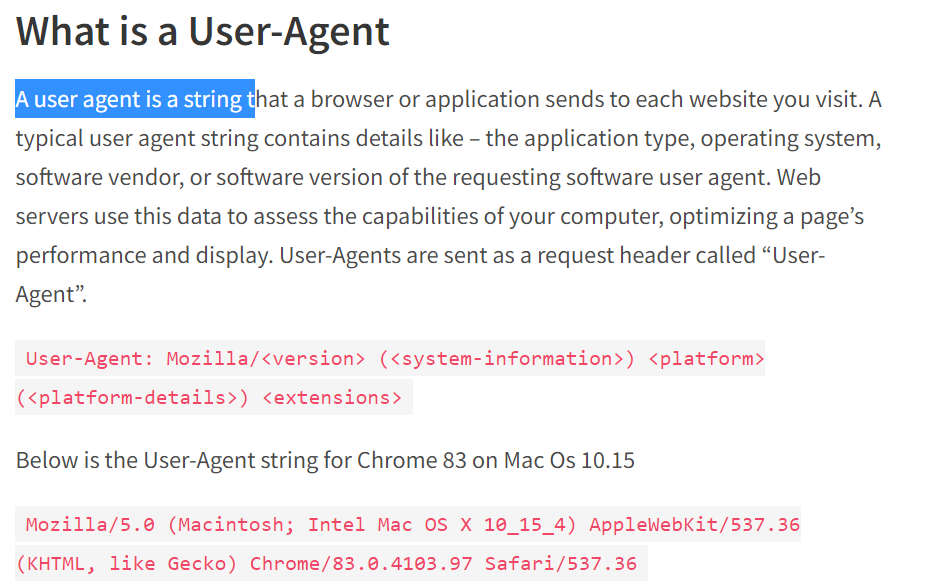 What is a User-Agent
A user agent is a string that a browser or application sends to each website you visit. A
typical user agent string contains details like – the application type, operating system,
software vendor, or software version of the requesting software user agent. Web
servers use this data to assess the capabilities of your computer, optimizing a page’s
performance and display. User-Agents are sent as a request header called “User-
Agent”.
User-Agent: Mozilla/<version> (<system-information>) <platform>
(<platform-details>) <extensions>
Below is the User-Agent string for Chrome 83 on Mac Os 10.15
Mozilla/5.0 (Macintosh; Intel Mac OS X 10_15_4) AppleWebKit/537.36
(KHTML, like Gecko) Chrome/83.0.4103.97 Safari/537.36